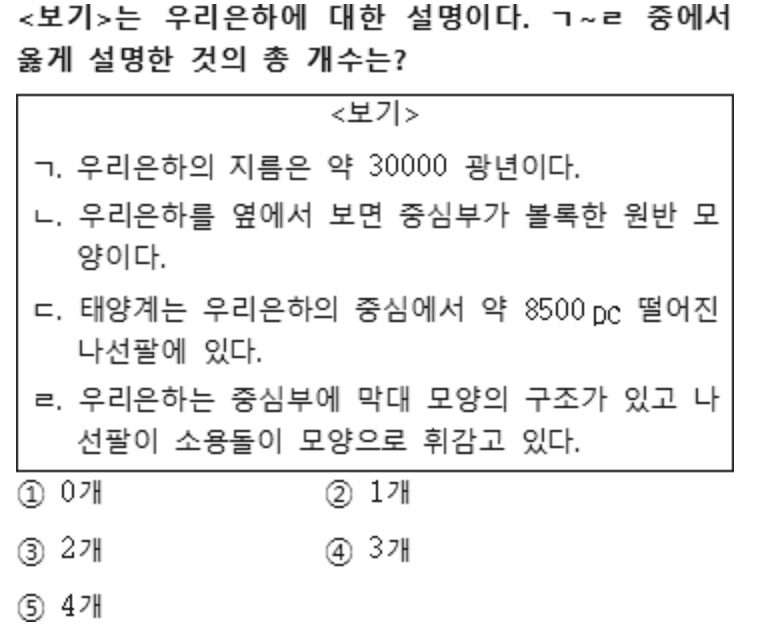 <보기>는 우리은하에 대한 설명이다. ㄱ~ㄹ 중에서
옳게 설명한 것의 총 개수는?
<보기>
ㄱ. 우리은하의 지름은 약 30000 광년이다.
ㄴ. 우리은하를 옆에서 보면 중심부가 볼록한 원반 모
양이다.
ㄷ. 태양계는 우리은하의 중심에서 약 8500 pc 떨어진
나선팔에 있다.
ㄹ. 우리은하는 중심부에 막대 모양의 구조가 있고 나
선팔이 소용돌이 모양으로 휘감고 있다.
① 0개 ② 1개
③ 2개 ④ 3개
⑤ 4개